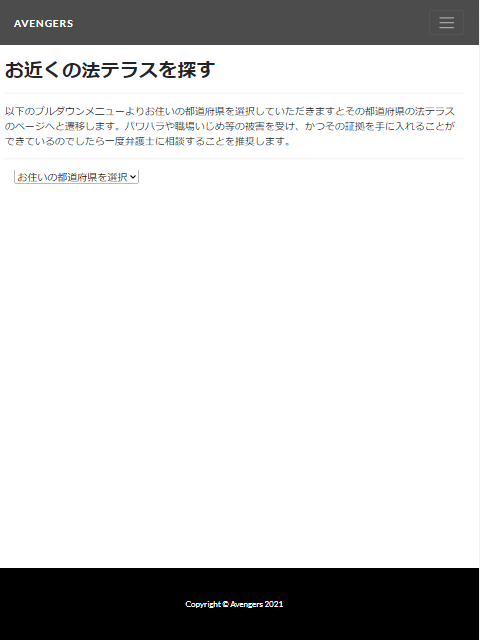 AVENGERS
お近くの法テラスを探す
以下のプルダウンメニューよりお住いの都道府県を選択していただきますとその都道府県の法テラス
のページへと遷移します。パワハラや職場いじめ等の被害を受け、かつその証拠を手に入れることが
できているのでしたら一度弁護士に相談することを推奨します。
お住いの都道府県を選択
Copyright © Avengers 2021